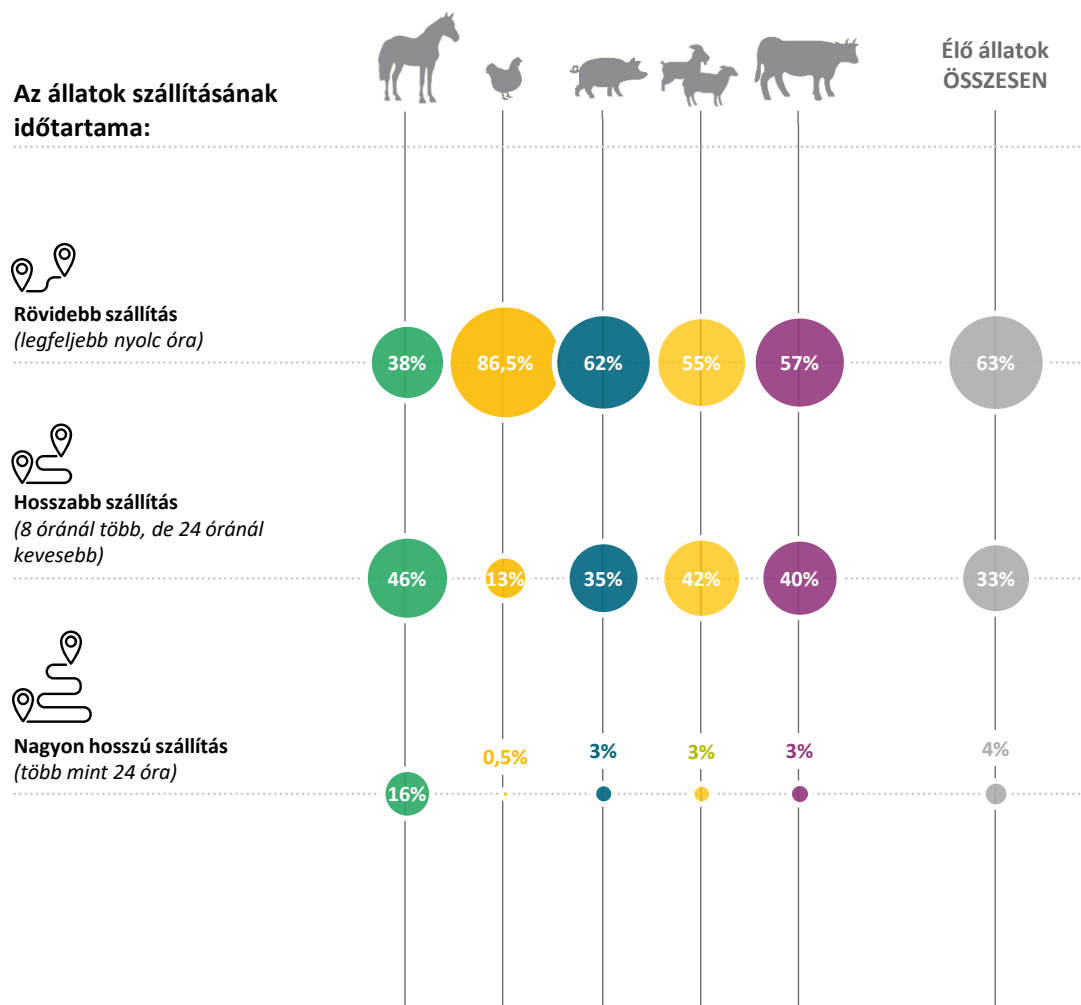 Élő állatok
ÖSSZESEN
Az állatok szállításának
időtartama:
Rövidebb szállítás
(legfeljebb nyolc óra)
38% 86,5% 62% 55% 57% 63%
Hosszabb szállítás
(8 óránál több, de 24 óránál
kevesebb)
46% 13% 35% 42% 40% 33%
Nagyon hosszú szállítás
(több mint 24 óra)
16% 0,5% 3% 3% 3% 4%